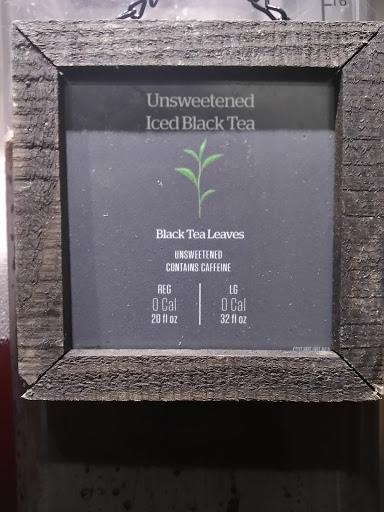 Unsweetened
Iced Black Tea
Black Tea Leaves
UNSWEETENED
CONTAINS CAFFEINE
REG LG
0 Cal 0 Cal
20 fl oz 32 fl oz